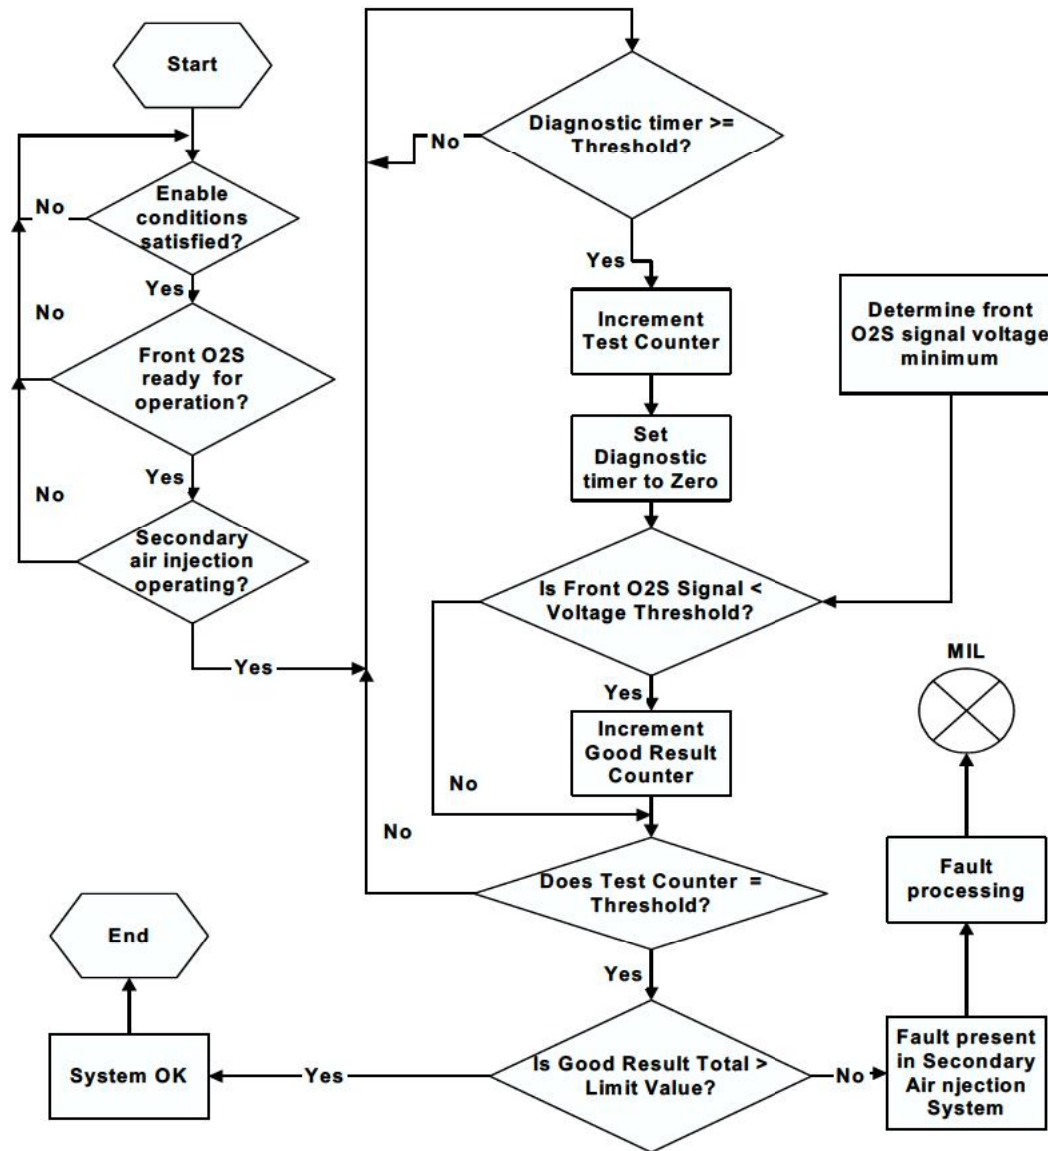 Start
Enable
conditions
satisfied?
No
Yes
Front O2S
ready for
operation?
No
Yes
Secondary
air injection
operating?
No
Yes
Diagnostic timer >=
Threshold?
No
Yes
Increment
Test Counter
Set
Diagnostic
timer to Zero
Determine front
O2S signal voltage
minimum
Is Front O2S Signal <
Voltage Threshold?
Yes
No
Increment
Good Result
Counter
Does Test Counter =
Threshold?
No
Yes
Is Good Result Total >
Limit Value?
Yes
No
System OK
End
Fault present
in Secondary
Air njection
System
Fault
processing
MIL